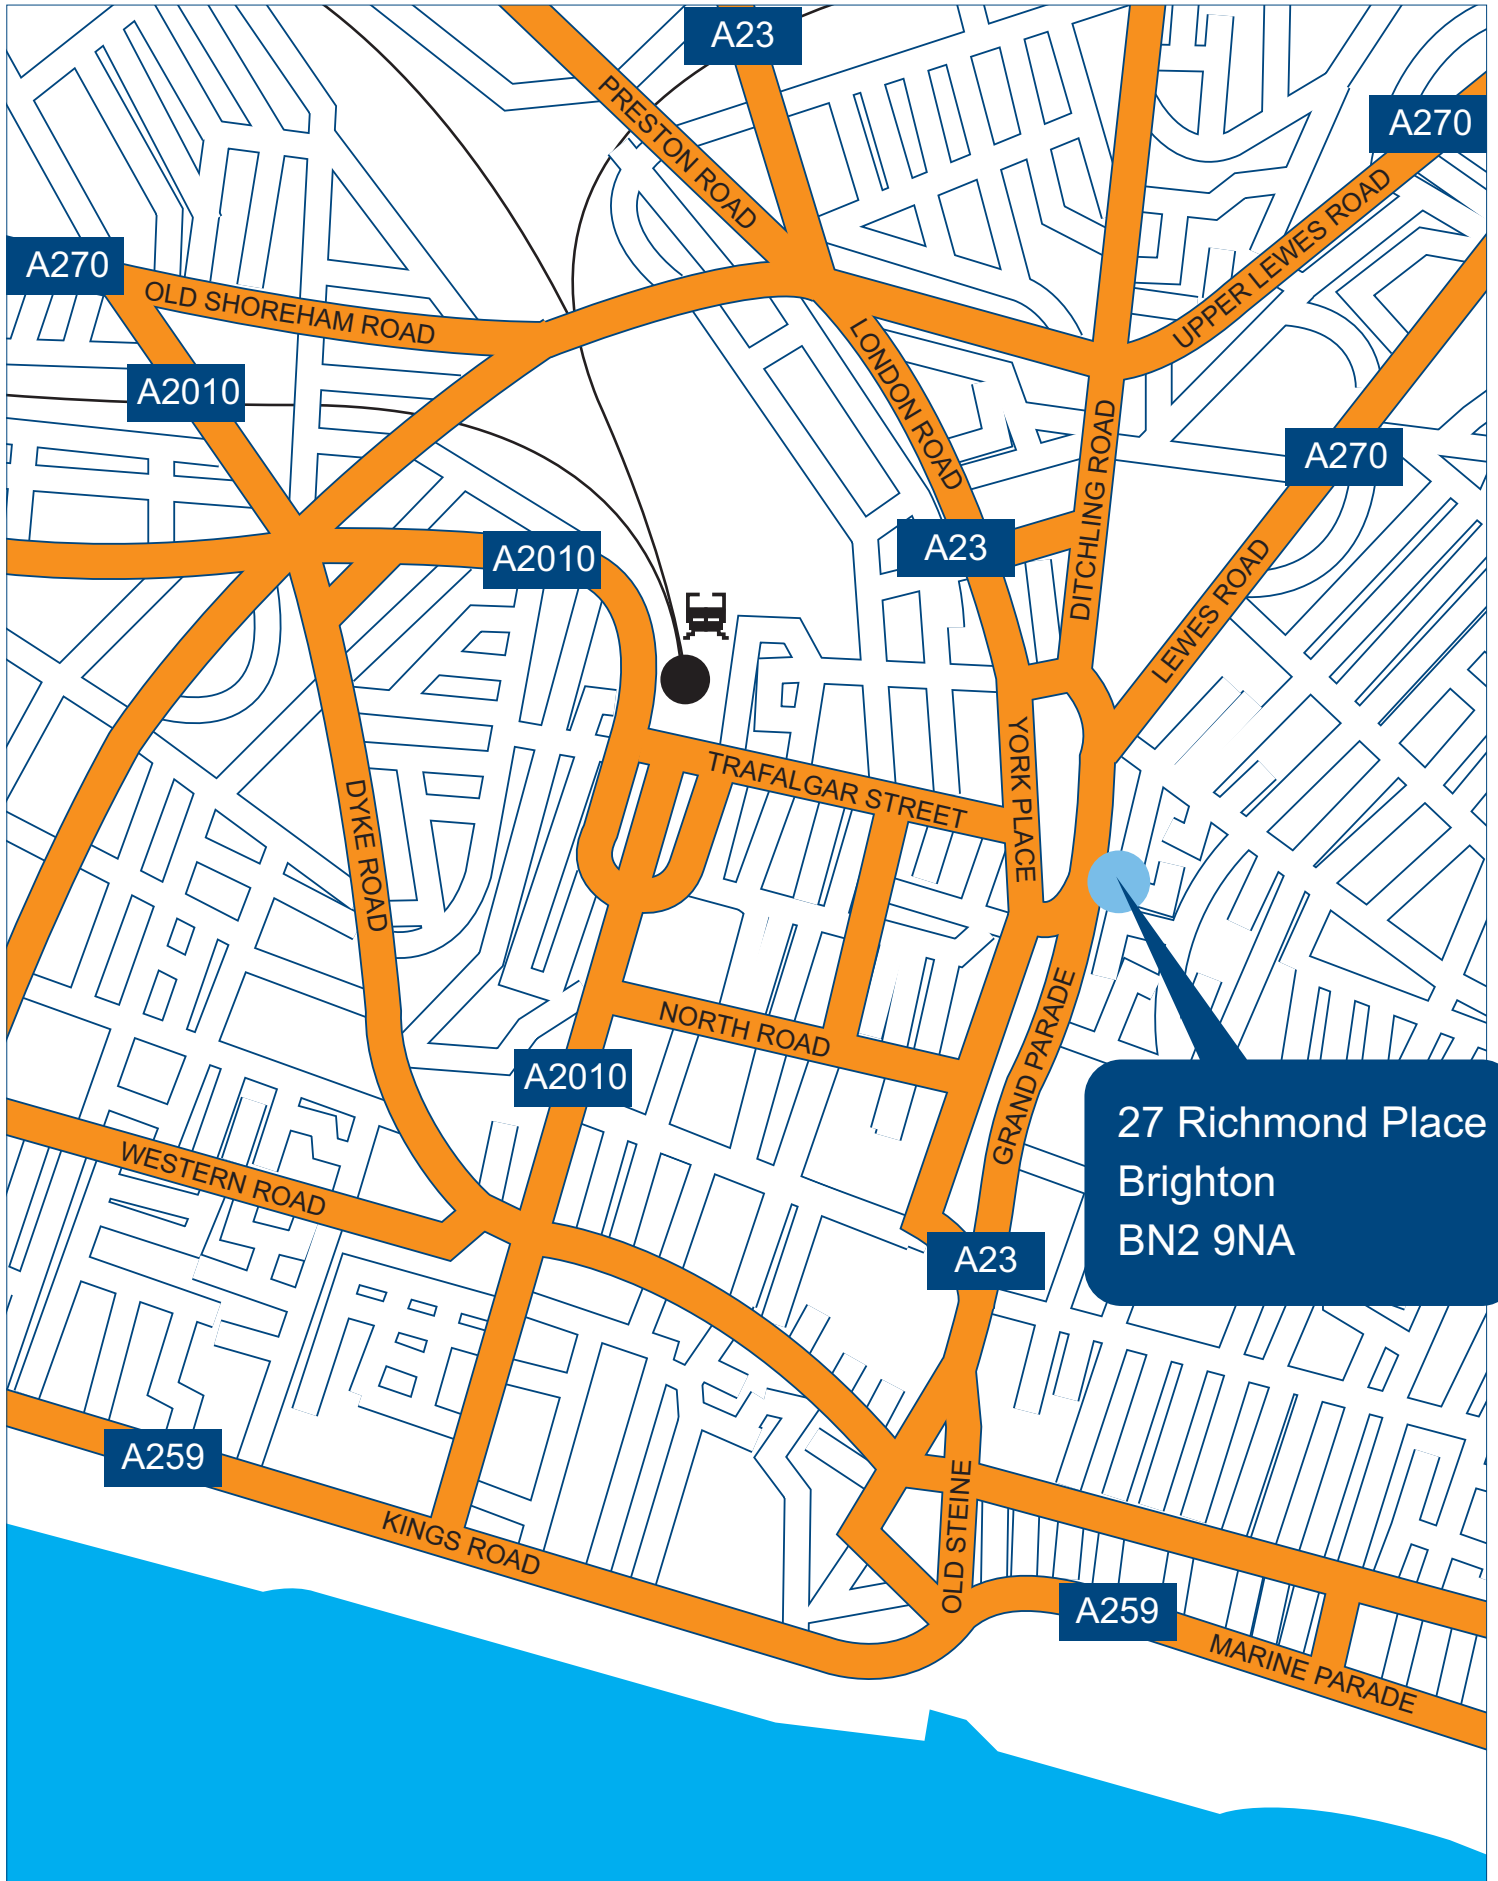 A23
PRESTON ROAD
A270
A270
OLD SHOREHAM ROAD
UPPER LEWES ROAD
A2010
LONDON ROAD
DITCHLING ROAD
A270
A2010
A23
LEWES ROAD
YORK PLACE
TRAFALGAR STREET
DYKE ROAD
NORTH ROAD
GRAND PARADE
A2010
27 Richmond Place
Brighton
BN2 9NA
WESTERN ROAD
A23
A259
KINGS ROAD
OLD STEINE
A259
MARINE PARADE